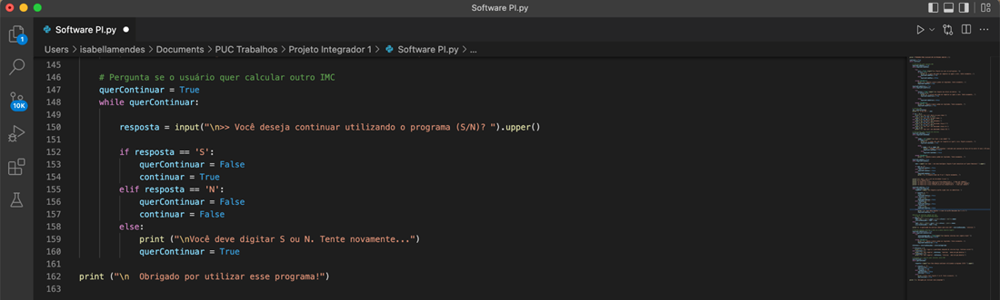 Software PI.py
Software PI.py
1
10K
Users > isabellamendes > Documents > PUC Trabalhos > Projeto Integrador 1 > Software PI.py > ...
145
146 # Pergunta se o usuário quer calcular outro IMC
147 querContinuar = True
148 while querContinuar:
149
150 resposta = input("\n>> Você deseja continuar utilizando o programa (S/N)? ").upper()
151
152 if resposta == 'S':
153 querContinuar = False
154 continuar = True
155 elif resposta == 'N':
156 querContinuar = False
157 continuar = False
158 else:
159 print ("\nVocê deve digitar S ou N. Tente novamente...")
160 querContinuar = True
161
162 print ("\n  Obrigado por utilizar esse programa!")
163